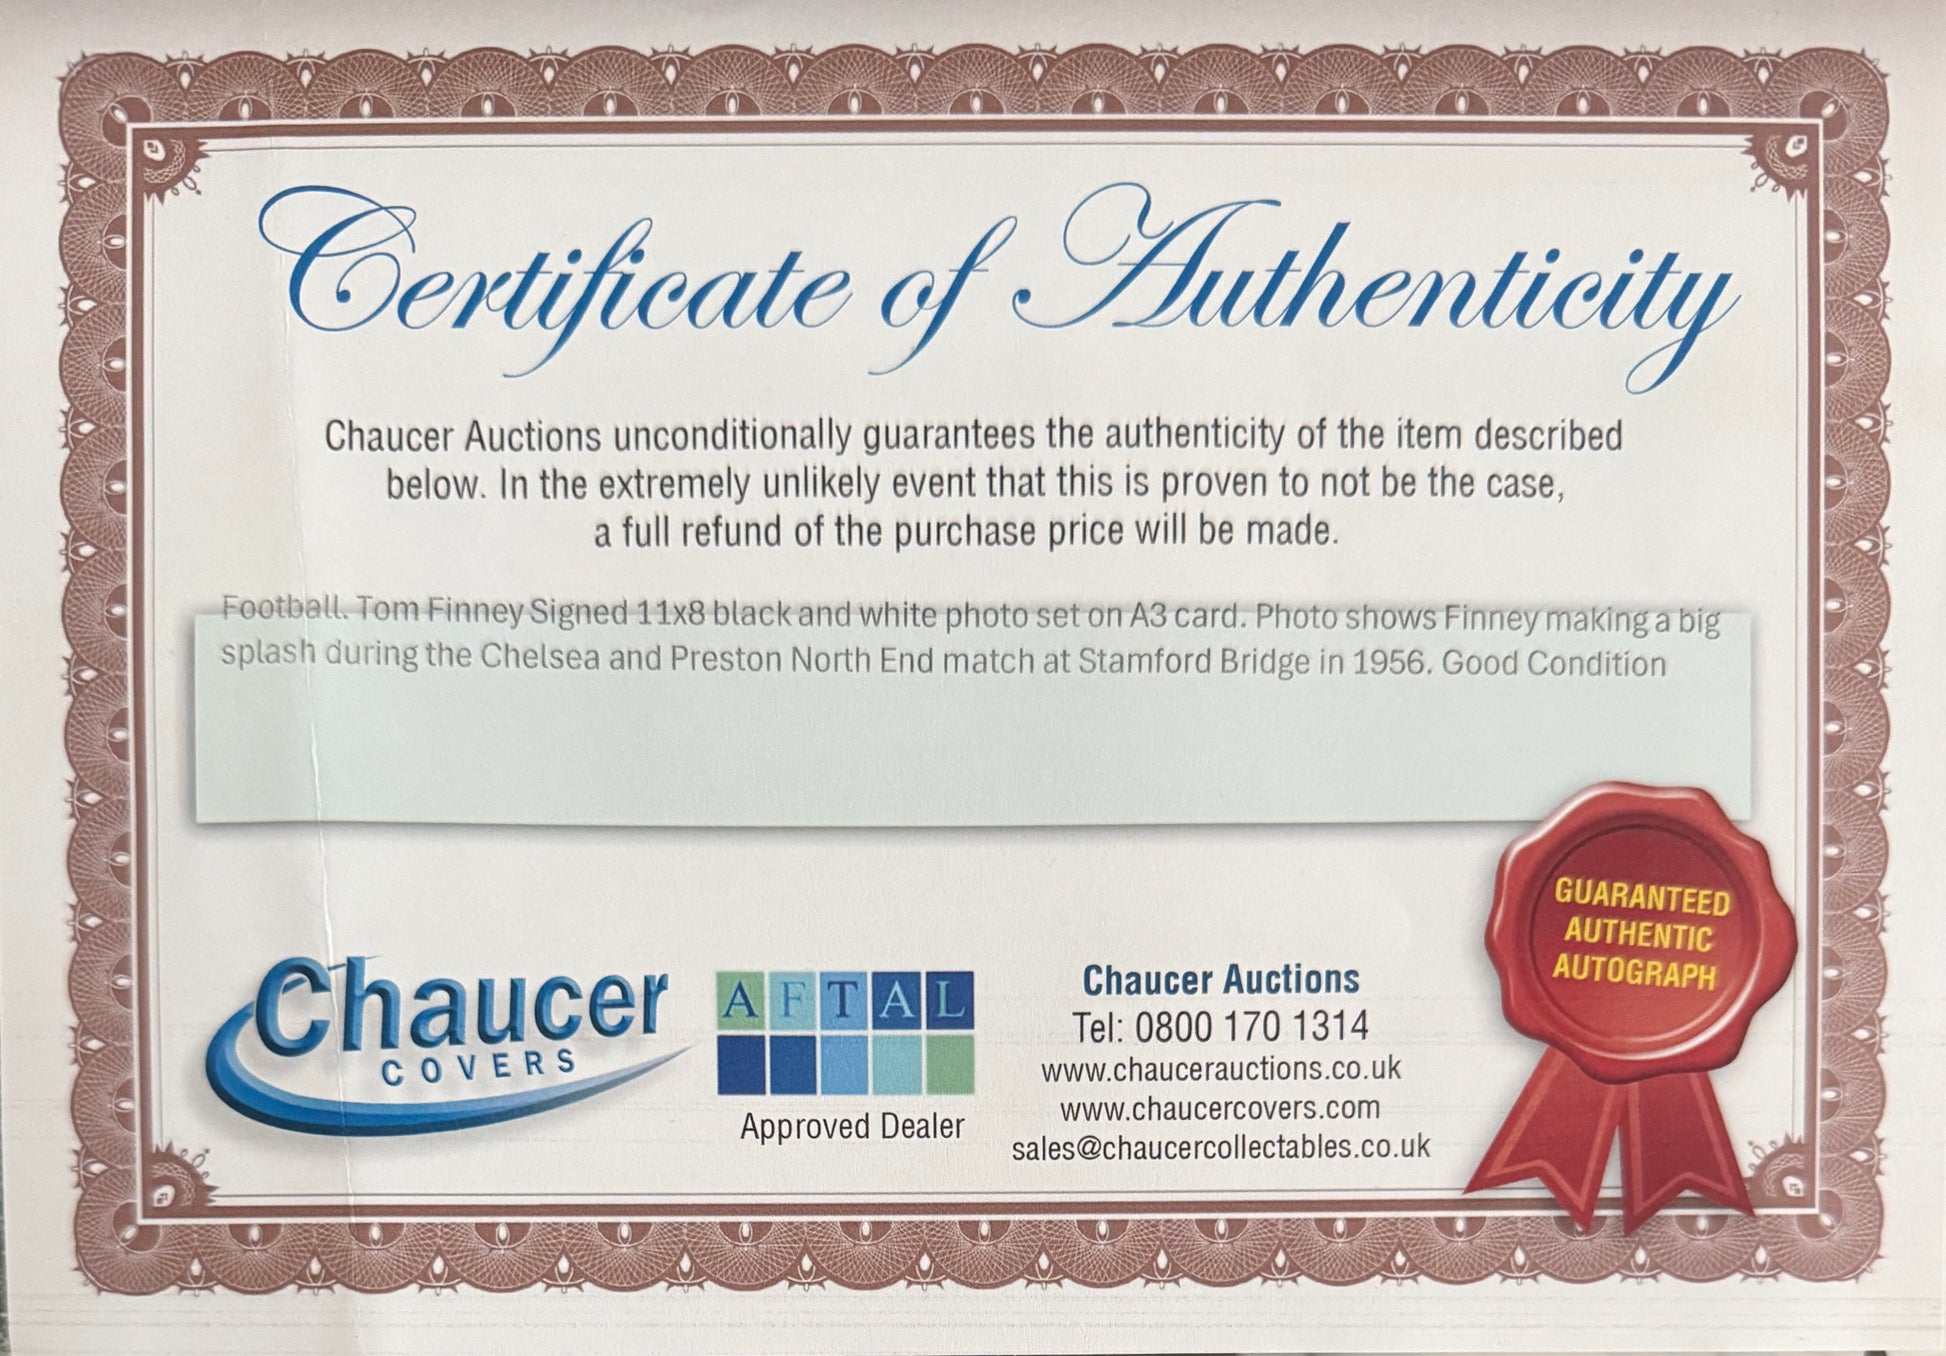 Certificate of Authenticity
Chaucer Auctions unconditionally guarantees the authenticity of the item described
below. In the extremely unlikely event that this is proven to not be the case,
a full refund of the purchase price will be made.
Football. Tom Finney Signed 11x8 black and white photo set on A3 card. Photo shows Finney making a big
splash during the Chelsea and Preston North End match at Stamford Bridge in 1956. Good Condition
Chaucer
COVERS
AFTAL
Approved Dealer
Chaucer Auctions
Tel: 0800 170 1314
www.chaucerauctions.co.uk
www.chaucercovers.com
sales@chaucercollectables.co.uk
GUARANTEED
AUTHENTIC
AUTOGRAPH